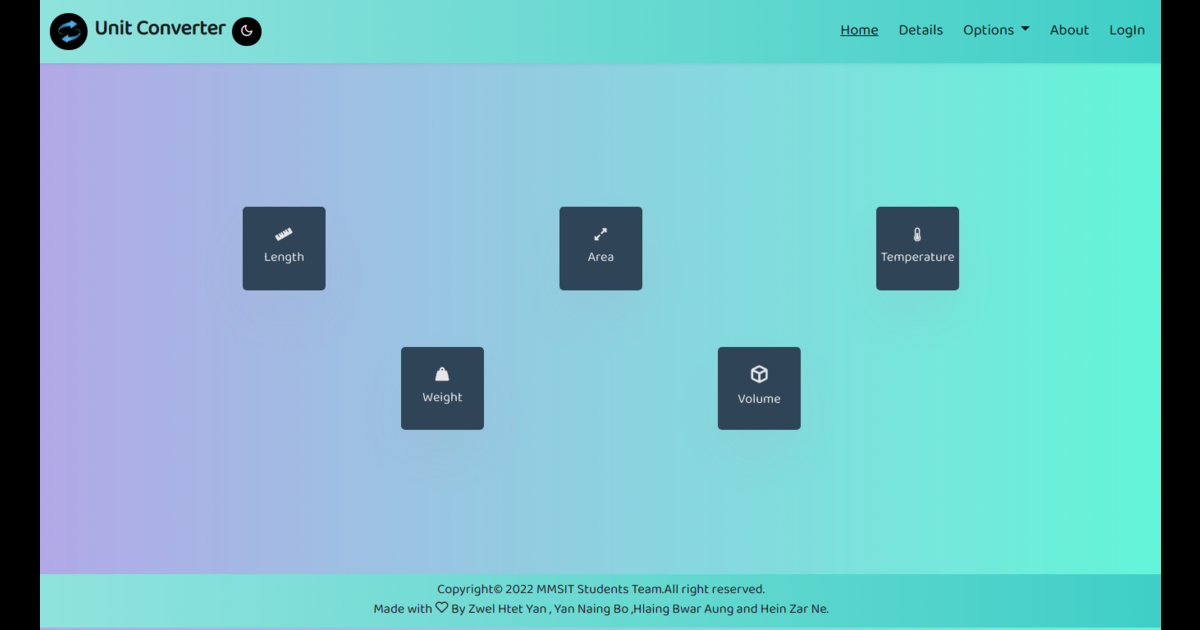 Unit Converter
Home Details Options About LogIn
Length
Area
Temperature
Weight
Volume
Copyright© 2022 MMSIT Students Team.All right reserved.
Made with ♡ By Zwel Htet Yan , Yan Naing Bo ,Hlaing Bwar Aung and Hein Zar Ne.